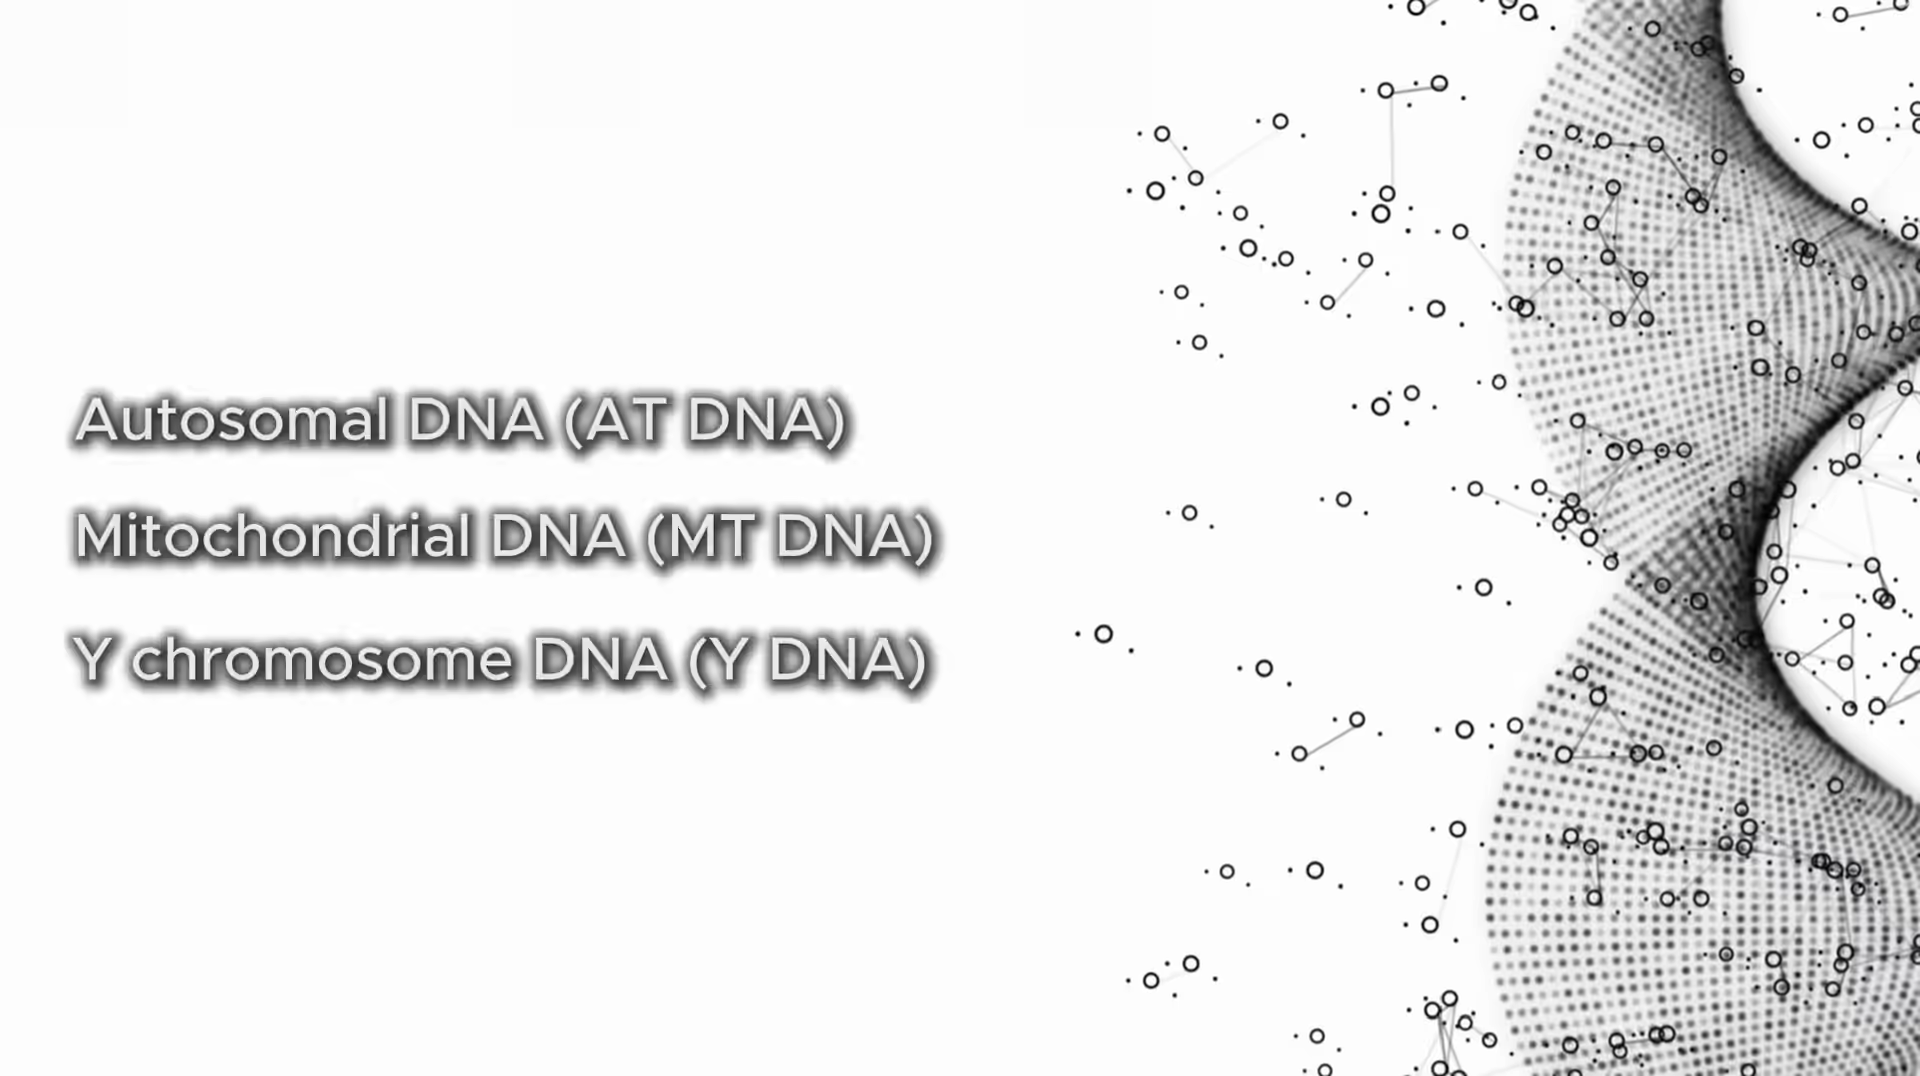 Autosomal DNA (AT DNA)
Mitochondrial DNA (MT DNA)
Y chromosome DNA (Y DNA)